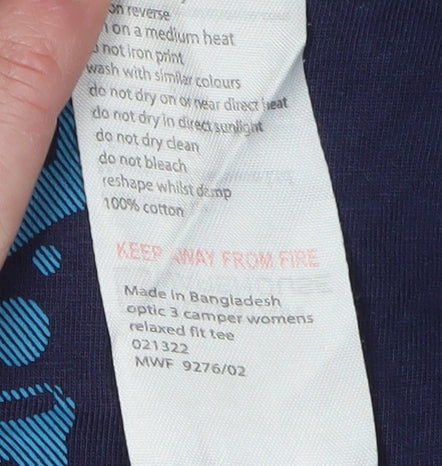 on reverse
on a medium heat
do not iron print
wash with similar colours
do not dry on or near direct heat
do not dry in direct sunlight
do not dry clean
do not bleach
reshape whilst damp
100% cotton
KEEP AWAY FROM FIRE
Made in Bangladesh
optic 3 camper womens
relaxed fit tee
021322
MWF 9276/02